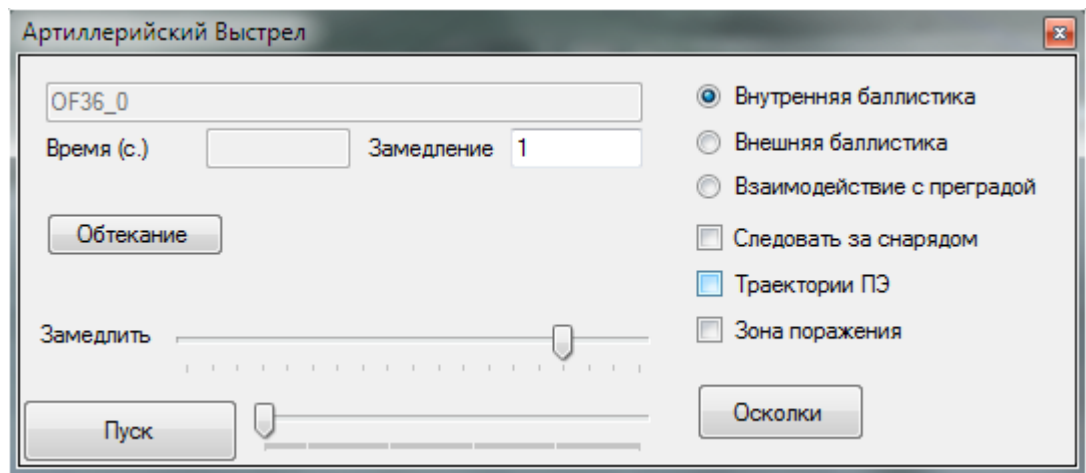 Артиллерийский Выстрел
OF36_0
Время (с.) Замедление 1
Обтекание
Замедлить
Пуск
Внутренняя баллистика
Внешняя баллистика
Взаимодействие с преградой
Следовать за снарядом
Траектории ПЭ
Зона поражения
Осколки